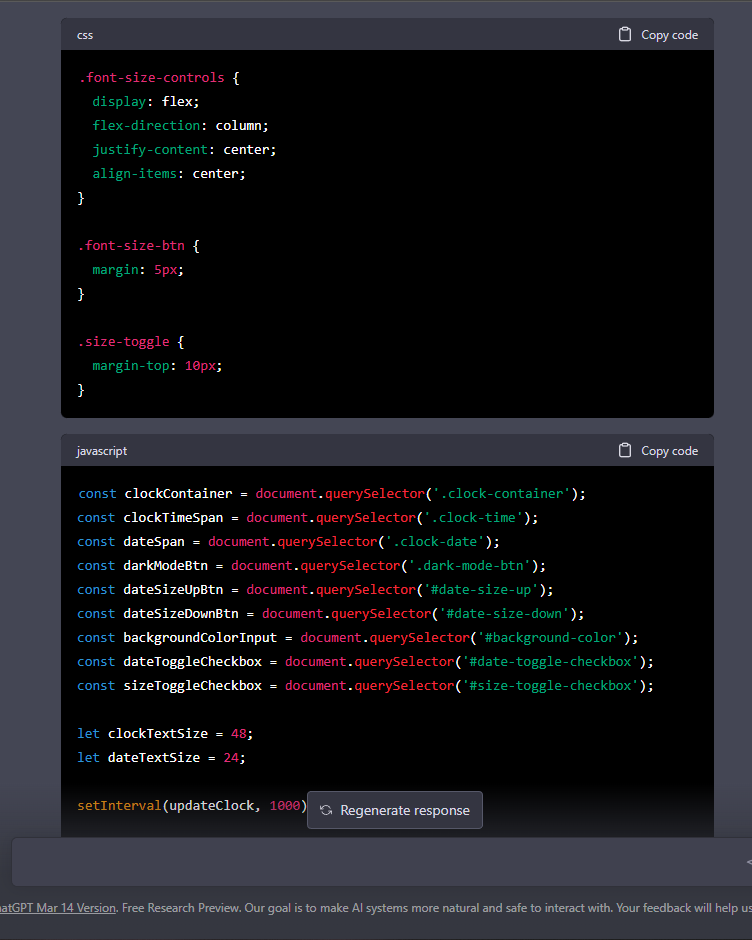 css
Copy code
.font-size-controls {
  display: flex;
  flex-direction: column;
  justify-content: center;
  align-items: center;
}
.font-size-btn {
  margin: 5px;
}
.size-toggle {
  margin-top: 10px;
}
javascript
Copy code
const clockContainer = document.querySelector('.clock-container');
const clockTimeSpan = document.querySelector('.clock-time');
const dateSpan = document.querySelector('.clock-date');
const darkModeBtn = document.querySelector('.dark-mode-btn');
const dateSizeUpBtn = document.querySelector('#date-size-up');
const dateSizeDownBtn = document.querySelector('#date-size-down');
const backgroundColorInput = document.querySelector('#background-color');
const dateToggleCheckbox = document.querySelector('#date-toggle-checkbox');
const sizeToggleCheckbox = document.querySelector('#size-toggle-checkbox');
let clockTextSize = 48;
let dateTextSize = 24;
setInterval(updateClock, 1000)
Regenerate response
atGPT Mar 14 Version. Free Research Preview. Our goal is to make AI systems more natural and safe to interact with. Your feedback will help us